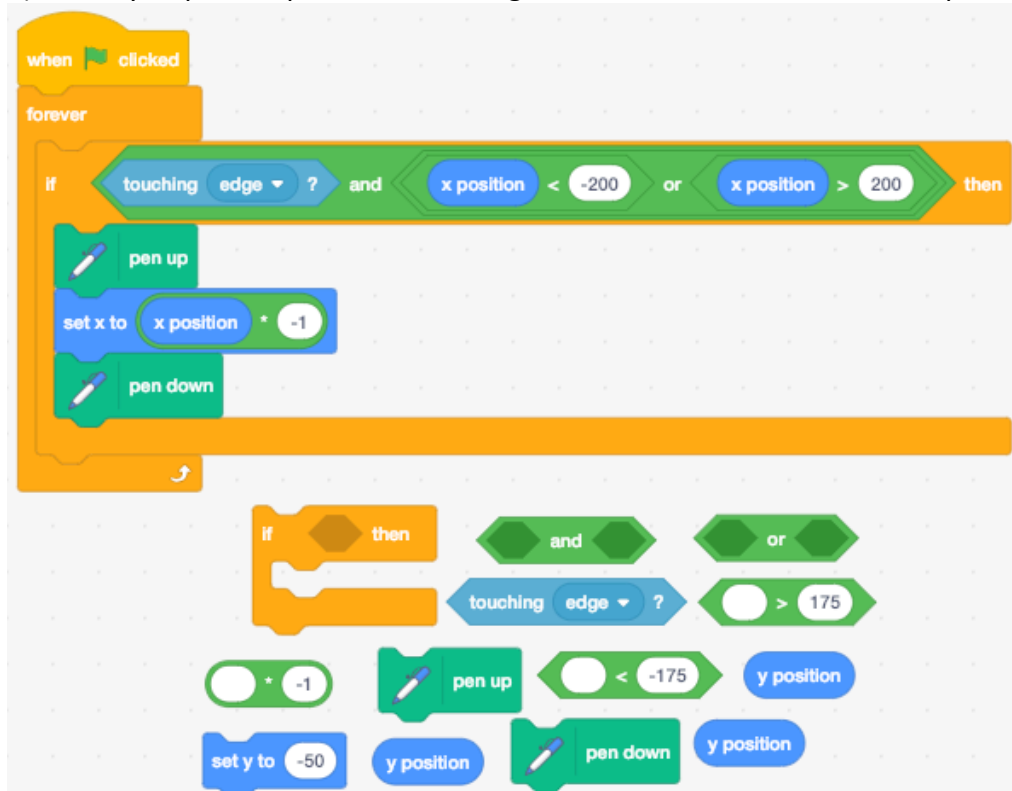 when clicked
forever
if touching edge ? and x position < -200 or x position > 200 then
pen up
set x to x position * -1
pen down
if then and or
touching edge ? > 175
* -1 pen up < -175 y position
set y to -50 y position pen down y position